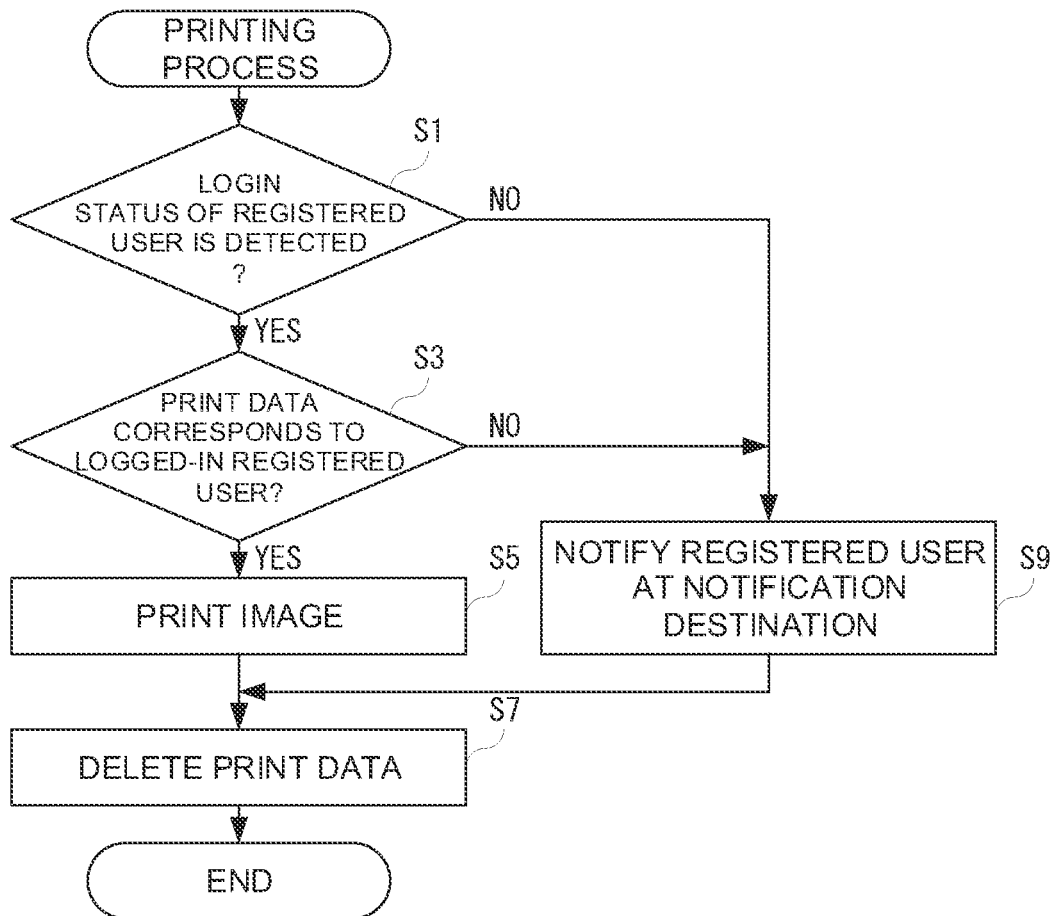 PRINTING
PROCESS
S1
LOGIN
STATUS OF REGISTERED
USER IS DETECTED
?
NO
YES
S3
PRINT DATA
CORRESPONDS TO
LOGGED-IN REGISTERED
USER?
NO
YES
S5
PRINT IMAGE
NOTIFY REGISTERED USER
AT NOTIFICATION
DESTINATION
S9
S7
DELETE PRINT DATA
END